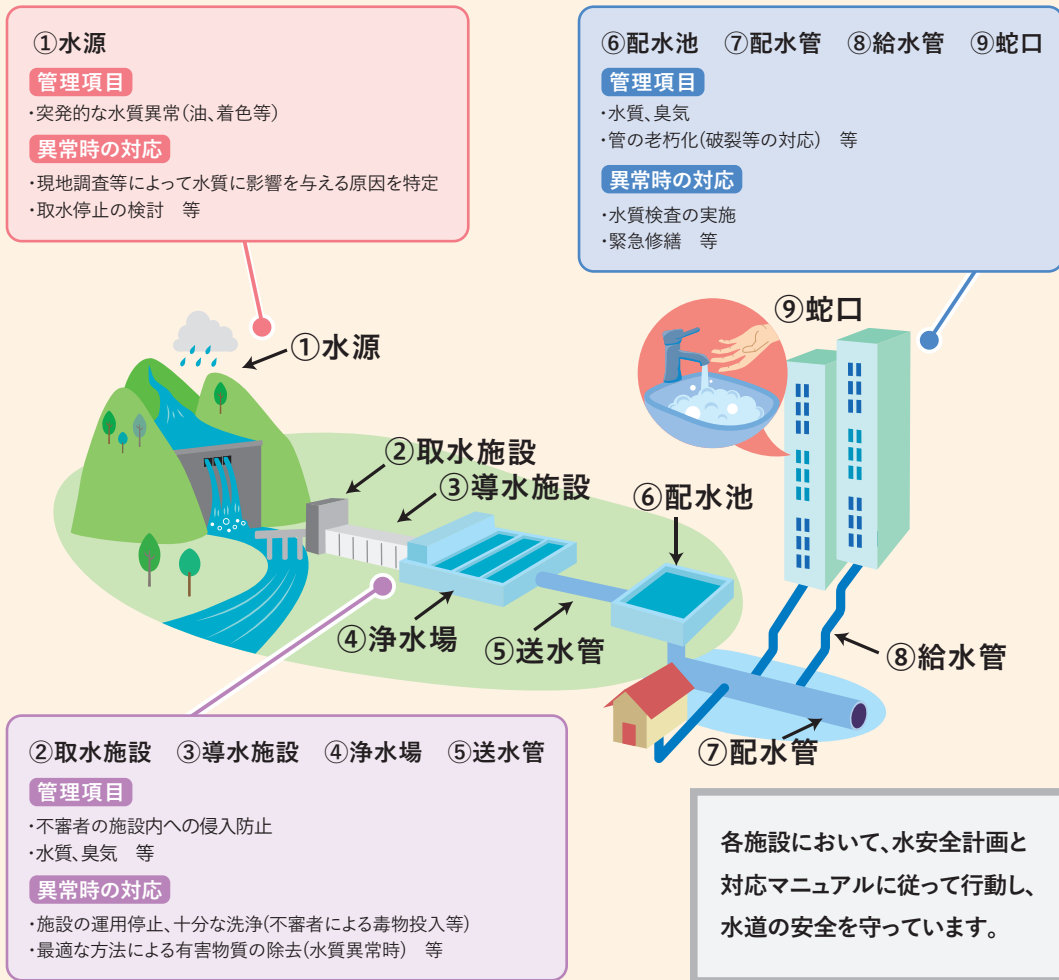 ①水源
管理項目
・突発的な水質異常(油、着色等)
異常時の対応
・現地調査等によって水質に影響を与える原因を特定
・取水停止の検討　等
⑥配水池　⑦配水管　⑧給水管　⑨蛇口
管理項目
・水質、臭気
・管の老朽化(破裂等の対応)　等
異常時の対応
・水質検査の実施
・緊急修繕　等
⑨蛇口
①水源
②取水施設
③導水施設
⑥配水池
④浄水場
⑤送水管
⑧給水管
⑦配水管
②取水施設　③導水施設　④浄水場　⑤送水管
管理項目
・不審者の施設内への侵入防止
・水質、臭気　等
異常時の対応
・施設の運用停止、十分な洗浄(不審者による毒物投入等)
・最適な方法による有害物質の除去(水質異常時)　等
各施設において、水安全計画と
対応マニュアルに従って行動し、
水道の安全を守っています。